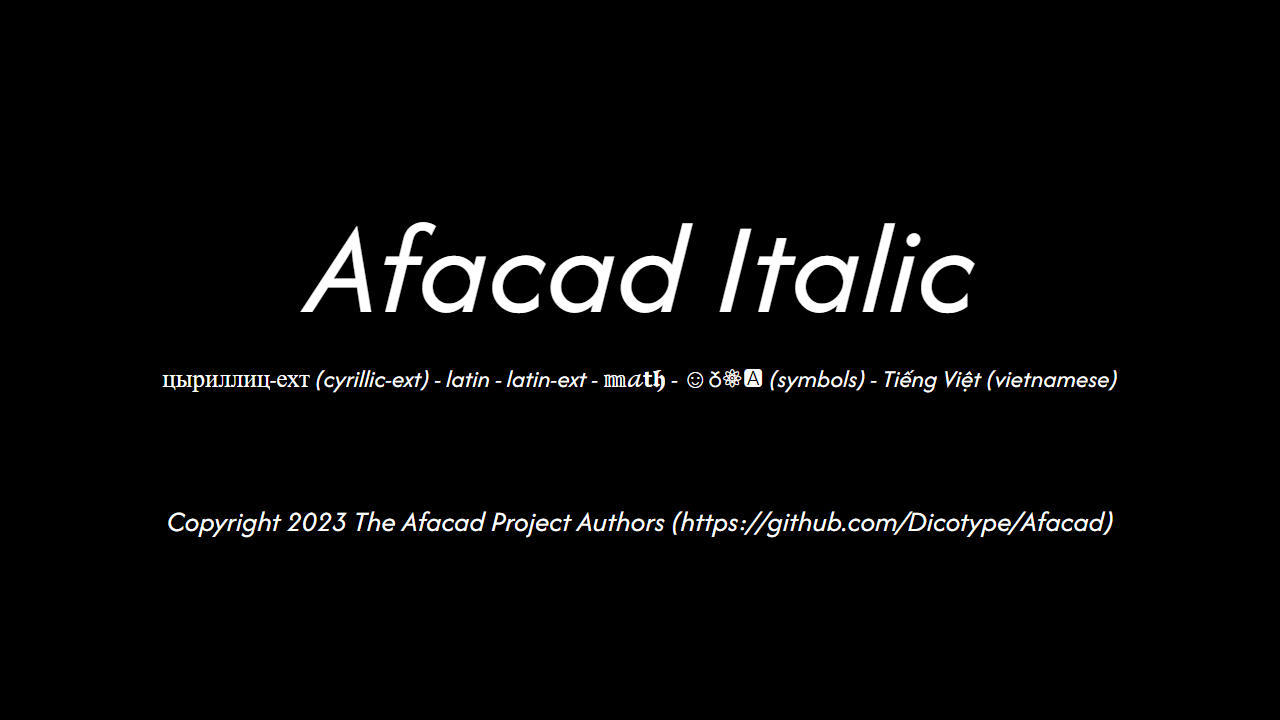 Afacad Italic
цыриллиц-ехт (cyrillic-ext) - latin - latin-ext - 𝕞𝒶𝐭𝖍 - ☺♁⚛🅰 (symbols) - Tiếng Việt (vietnamese)
Copyright 2023 The Afacad Project Authors (https://github.com/Dicotype/Afacad)